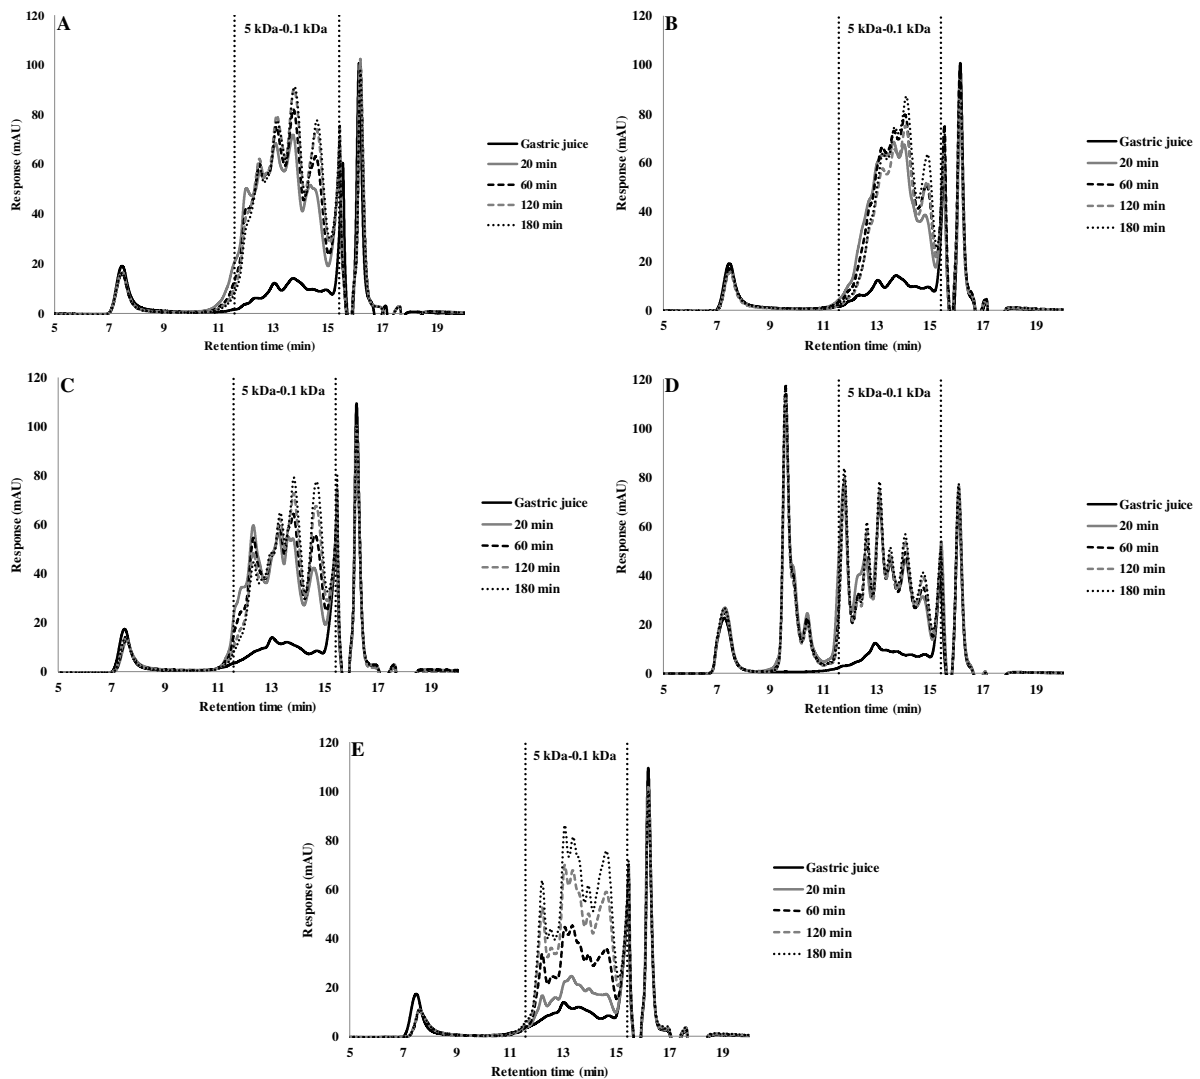 A
5 kDa-0.1 kDa
120
100
80
60
40
20
0
Response (mAU)
5 7 9 11 13 15 17 19
Retention time (min)
Gastric juice
20 min
60 min
120 min
180 min
B
5 kDa-0.1 kDa
120
100
80
60
40
20
0
Response (mAU)
5 7 9 11 13 15 17 19
Retention time (min)
Gastric juice
20 min
60 min
120 min
180 min
C
5 kDa-0.1 kDa
120
100
80
60
40
20
0
Response (mAU)
5 7 9 11 13 15 17 19
Retention time (min)
Gastric juice
20 min
60 min
120 min
180 min
D
5 kDa-0.1 kDa
120
100
80
60
40
20
0
Response (mAU)
5 7 9 11 13 15 17 19
Retention time (min)
Gastric juice
20 min
60 min
120 min
180 min
E
5 kDa-0.1 kDa
120
100
80
60
40
20
0
Response (mAU)
5 7 9 11 13 15 17 19
Retention time (min)
Gastric juice
20 min
60 min
120 min
180 min